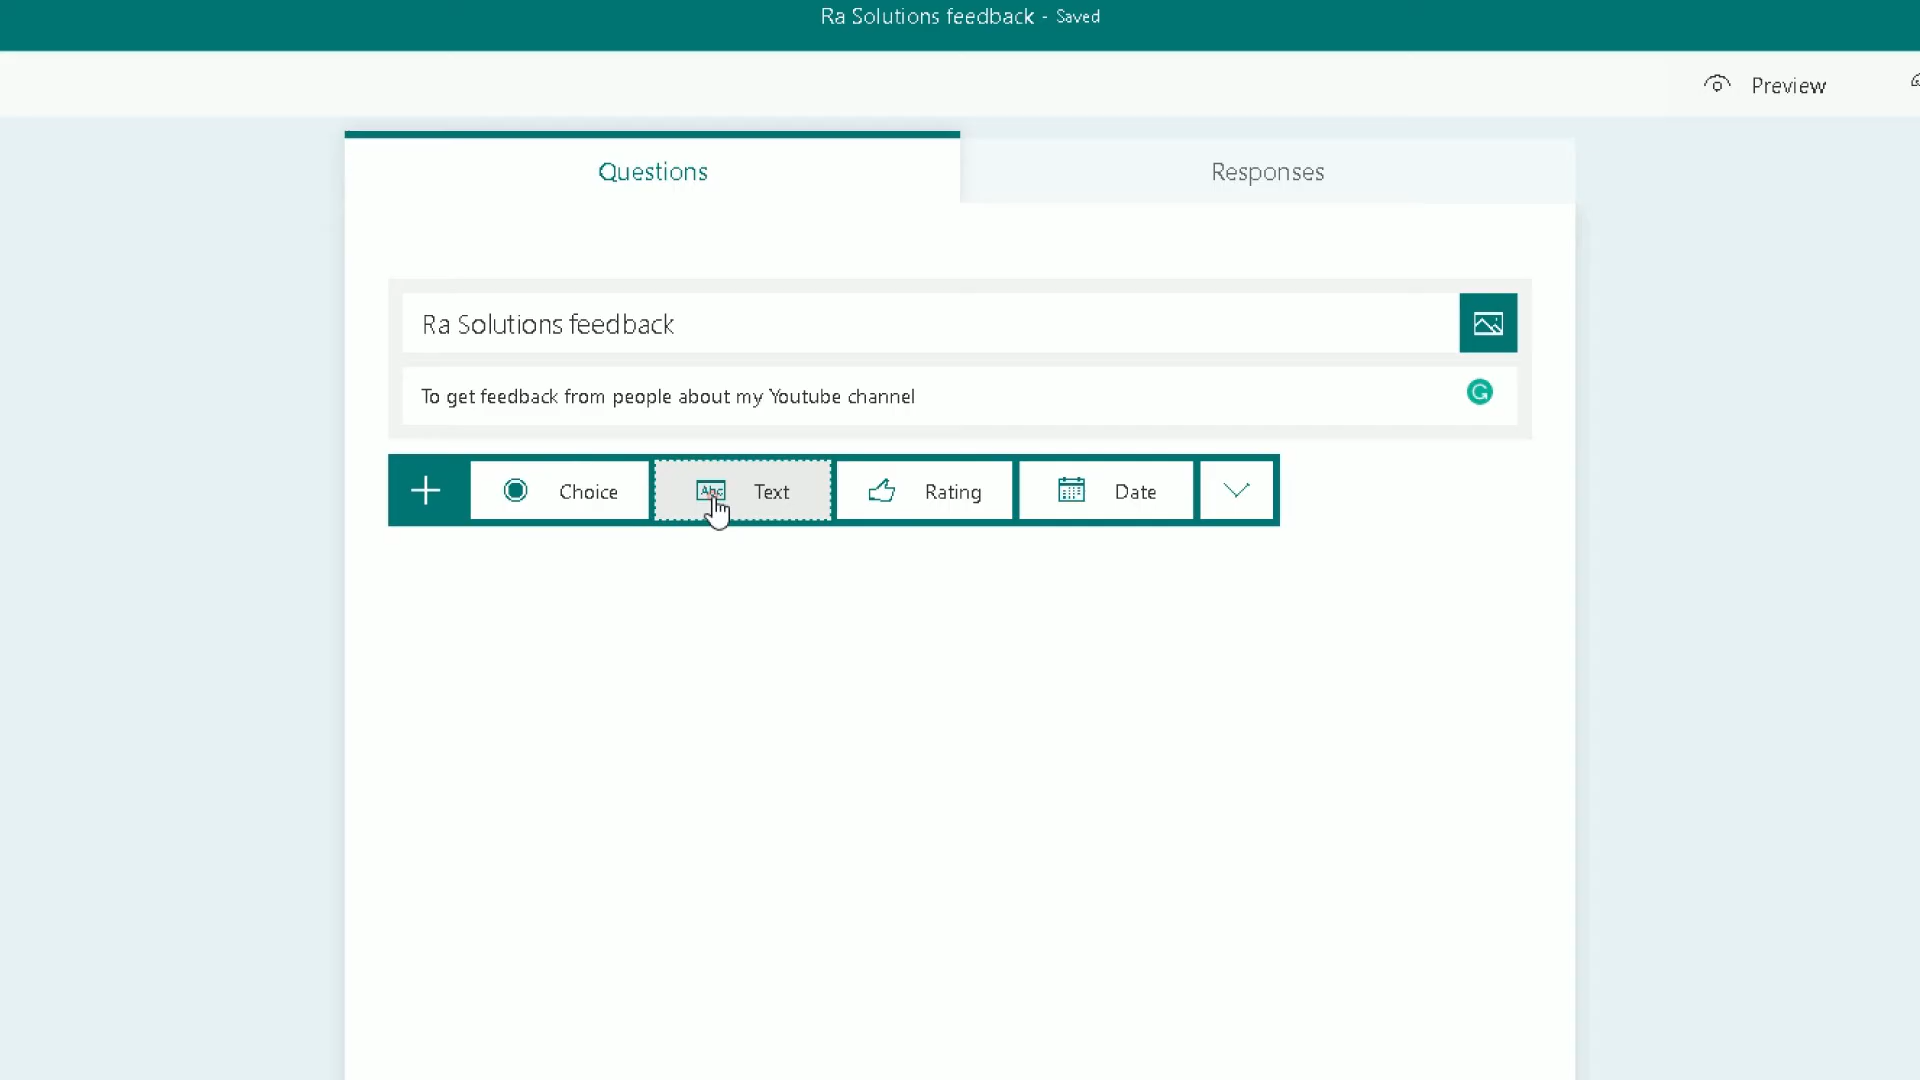 Ra Solutions feedback - Saved
Preview
Questions
Responses
Ra Solutions feedback
To get feedback from people about my Youtube channel
Choice
Text
Rating
Date